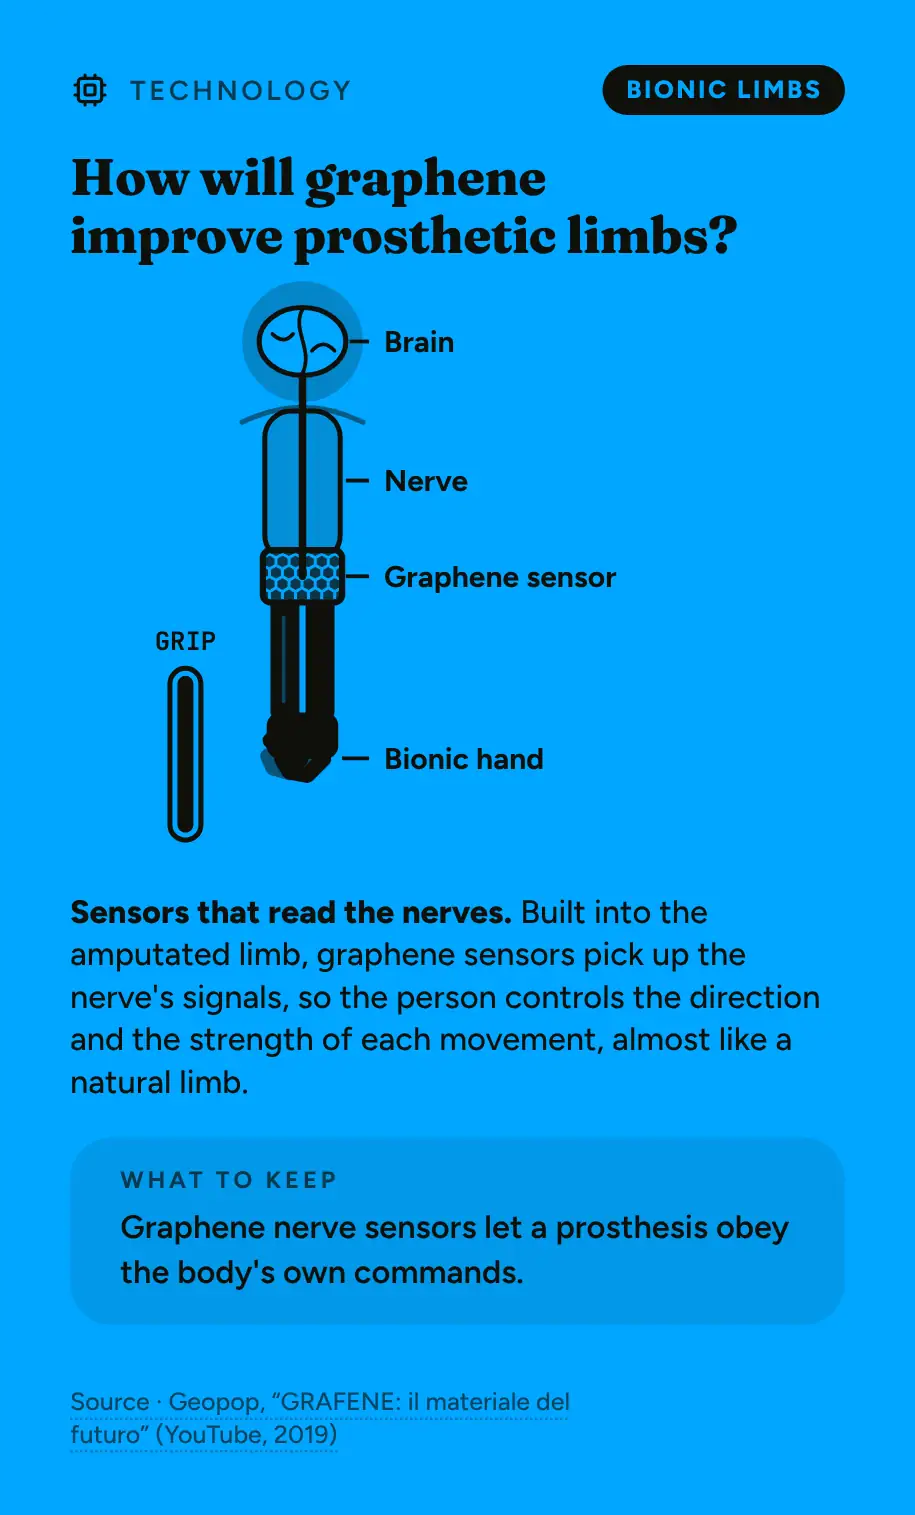 TECHNOLOGY
BIONIC LIMBS
How will graphene
improve prosthetic limbs?
Brain
Nerve
Graphene sensor
GRIP
Bionic hand
Sensors that read the nerves. Built into the
amputated limb, graphene sensors pick up the
nerve's signals, so the person controls the direction
and the strength of each movement, almost like a
natural limb.
WHAT TO KEEP
Graphene nerve sensors let a prosthesis obey
the body's own commands.
Source · Geopop, “GRAFENE: il materiale del
futuro” (YouTube, 2019)